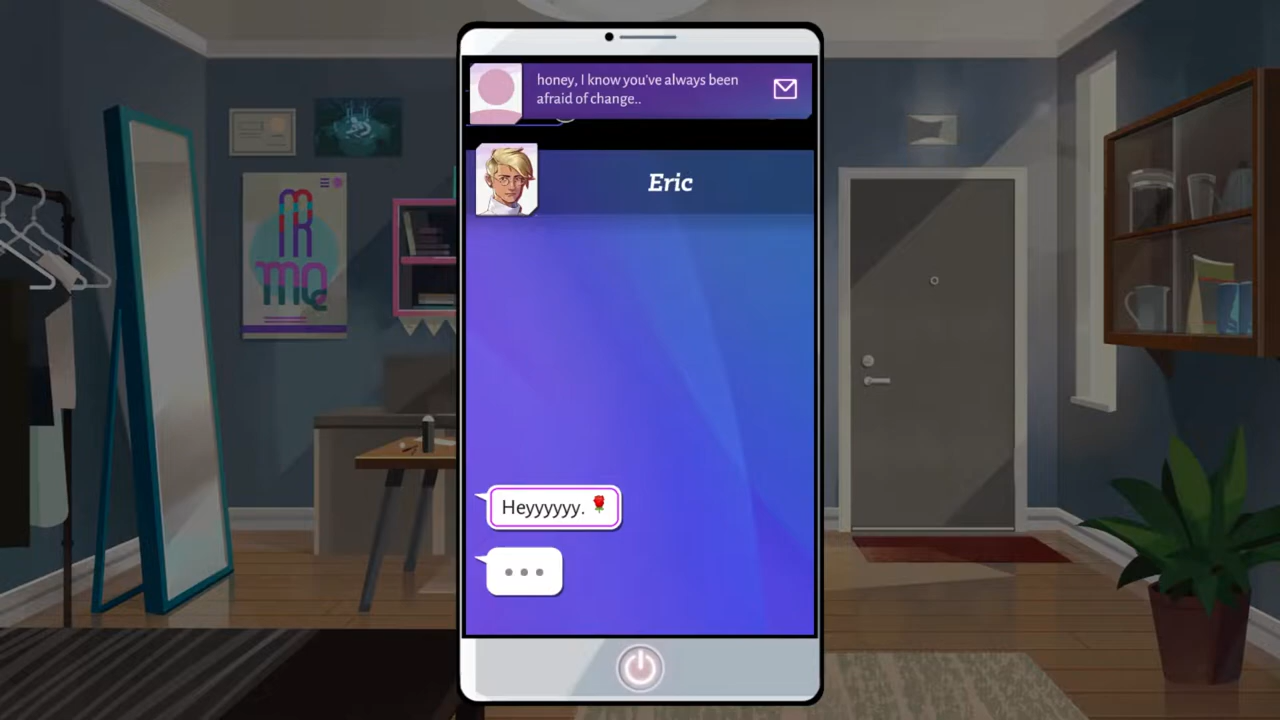 honey, I know you've always been
afraid of change..
Eric
Heyyyyyy. 🌹